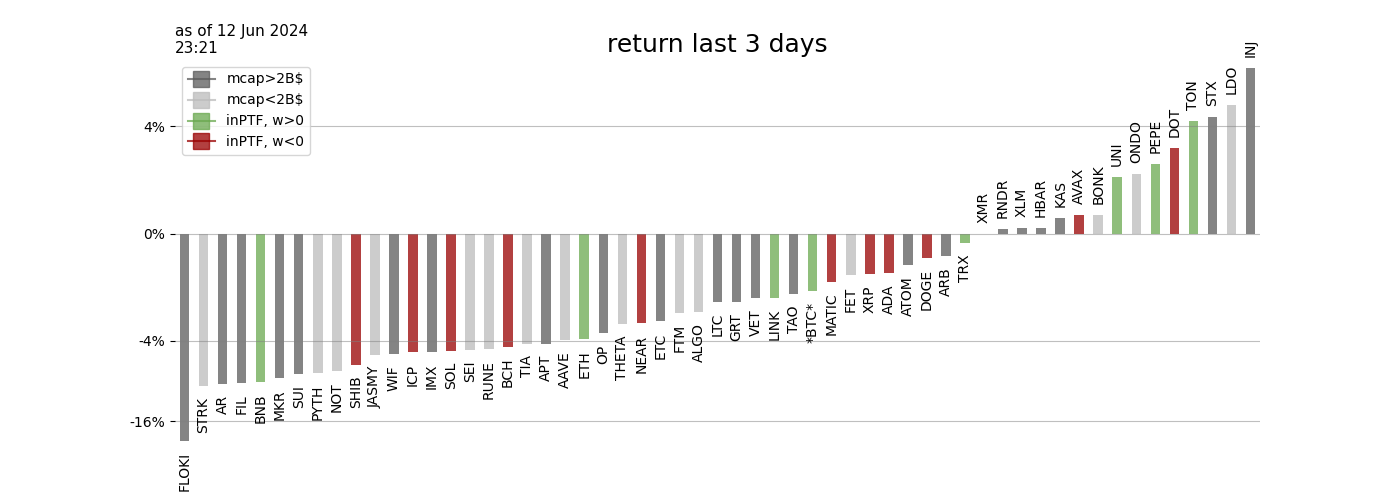 as of 12 Jun 2024
23:21
return last 3 days
mcap>2B$
mcap<2B$
inPTF, w>0
inPTF, w<0
4%
0%
-4%
-16%
FLOKI
STRK
AR
FIL
BNB
MKR
SUI
PYTH
NOT
SHIB
JASMY
WIF
ICP
IMX
SOL
SEI
RUNE
BCH
TIA
APT
AAVE
ETH
OP
THETA
NEAR
ETC
FTM
ALGO
LTC
GRT
VET
LINK
TAO
*BTC*
MATIC
FET
XRP
ADA
ATOM
DOGE
ARB
TRX
XMR
RNDR
XLM
HBAR
KAS
AVAX
BONK
UNI
ONDO
PEPE
DOT
TON
STX
LDO
INJ